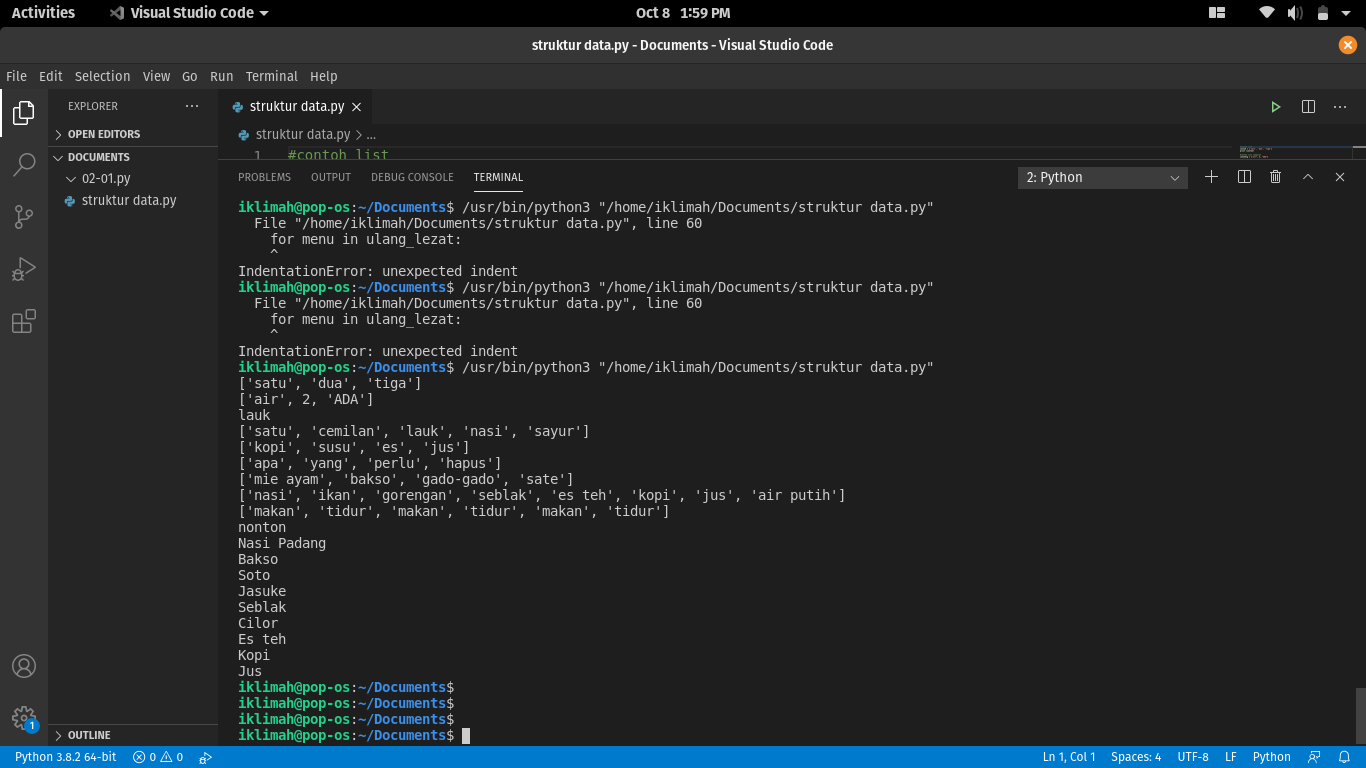 Activities Visual Studio Code Oct 8 1:59 PM
struktur data.py - Documents - Visual Studio Code
File Edit Selection View Go Run Terminal Help
EXPLORER ... struktur data.py
OPEN EDITORS struktur data.py > ...
1 #contoh list
DOCUMENTS
02-01.py
struktur data.py
PROBLEMS OUTPUT DEBUG CONSOLE TERMINAL 2: Python
iklimah@pop-os:~/Documents$ /usr/bin/python3 "/home/iklimah/Documents/struktur data.py"
File "/home/iklimah/Documents/struktur data.py", line 60
for menu in ulang_lezat:
^
IndentationError: unexpected indent
iklimah@pop-os:~/Documents$ /usr/bin/python3 "/home/iklimah/Documents/struktur data.py"
File "/home/iklimah/Documents/struktur data.py", line 60
for menu in ulang_lezat:
^
IndentationError: unexpected indent
iklimah@pop-os:~/Documents$ /usr/bin/python3 "/home/iklimah/Documents/struktur data.py"
['satu', 'dua', 'tiga']
['air', 2, 'ADA']
lauk
['satu', 'cemilan', 'lauk', 'nasi', 'sayur']
['kopi', 'susu', 'es', 'jus']
['apa', 'yang', 'perlu', 'hapus']
['mie ayam', 'bakso', 'gado-gado', 'sate']
['nasi', 'ikan', 'gorengan', 'seblak', 'es teh', 'kopi', 'jus', 'air putih']
['makan', 'tidur', 'makan', 'tidur', 'makan', 'tidur']
nonton
Nasi Padang
Bakso
Soto
Jasuke
Seblak
Cilor
Es teh
Kopi
Jus
iklimah@pop-os:~/Documents$
iklimah@pop-os:~/Documents$
iklimah@pop-os:~/Documents$
iklimah@pop-os:~/Documents$
1
OUTLINE
Python 3.8.2 64-bit 0 0 Ln 1, Col 1 Spaces: 4 UTF-8 LF Python